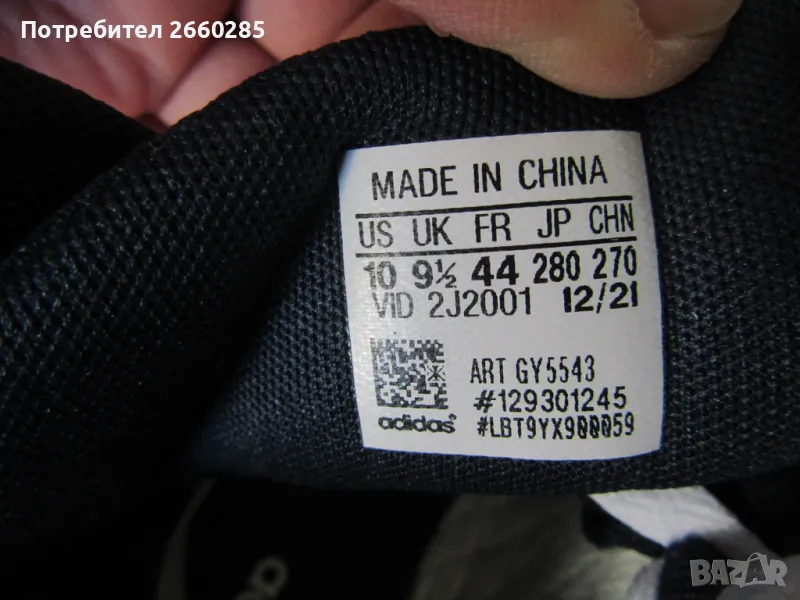 Потребител 2660285
MADE IN CHINA
US UK FR JP CHN
10 9½ 44 280 270
VID 2J2001 12/21
ART GY5543
#129301245
adidas #LBT9YX900059
BAZAR